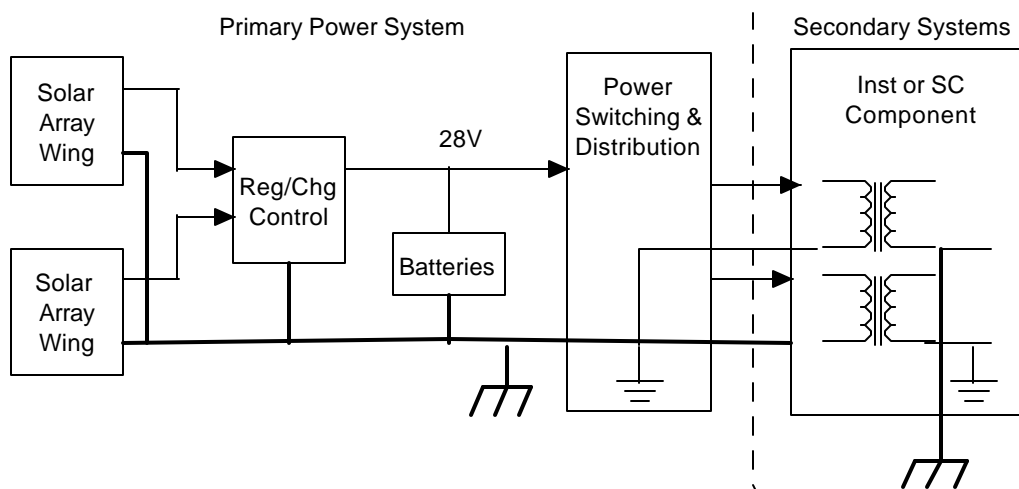 Primary Power System
Secondary Systems
Solar
Array
Wing
Reg/Chg
Control
28V
Batteries
Power
Switching &
Distribution
Inst or SC
Component
Solar
Array
Wing